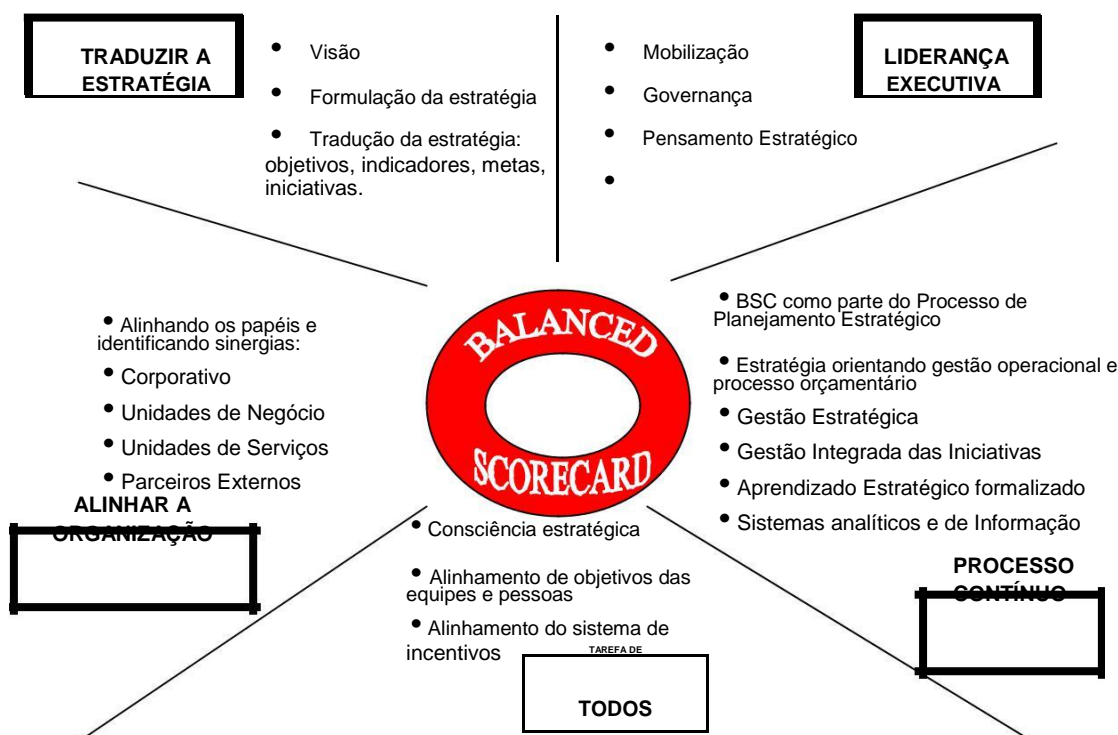 TRADUZIR A
ESTRATÉGIA
• Visão
• Formulação da estratégia
• Tradução da estratégia:
objetivos, indicadores, metas,
iniciativas.
• Mobilização
• Governança
• Pensamento Estratégico
•
LIDERANÇA
EXECUTIVA
• Alinhando os papéis e
identificando sinergias:
• Corporativo
• Unidades de Negócio
• Unidades de Serviços
• Parceiros Externos
ALINHAR A
ORGANIZAÇÃO
BALANCED
SCORECARD
• BSC como parte do Processo de
Planejamento Estratégico
• Estratégia orientando gestão operacional e
processo orçamentário
• Gestão Estratégica
• Gestão Integrada das Iniciativas
• Aprendizado Estratégico formalizado
• Sistemas analíticos e de Informação
PROCESSO
CONTÍNUO
• Consciência estratégica
• Alinhamento de objetivos das
equipes e pessoas
• Alinhamento do sistema de
incentivos
TAREFA DE
TODOS